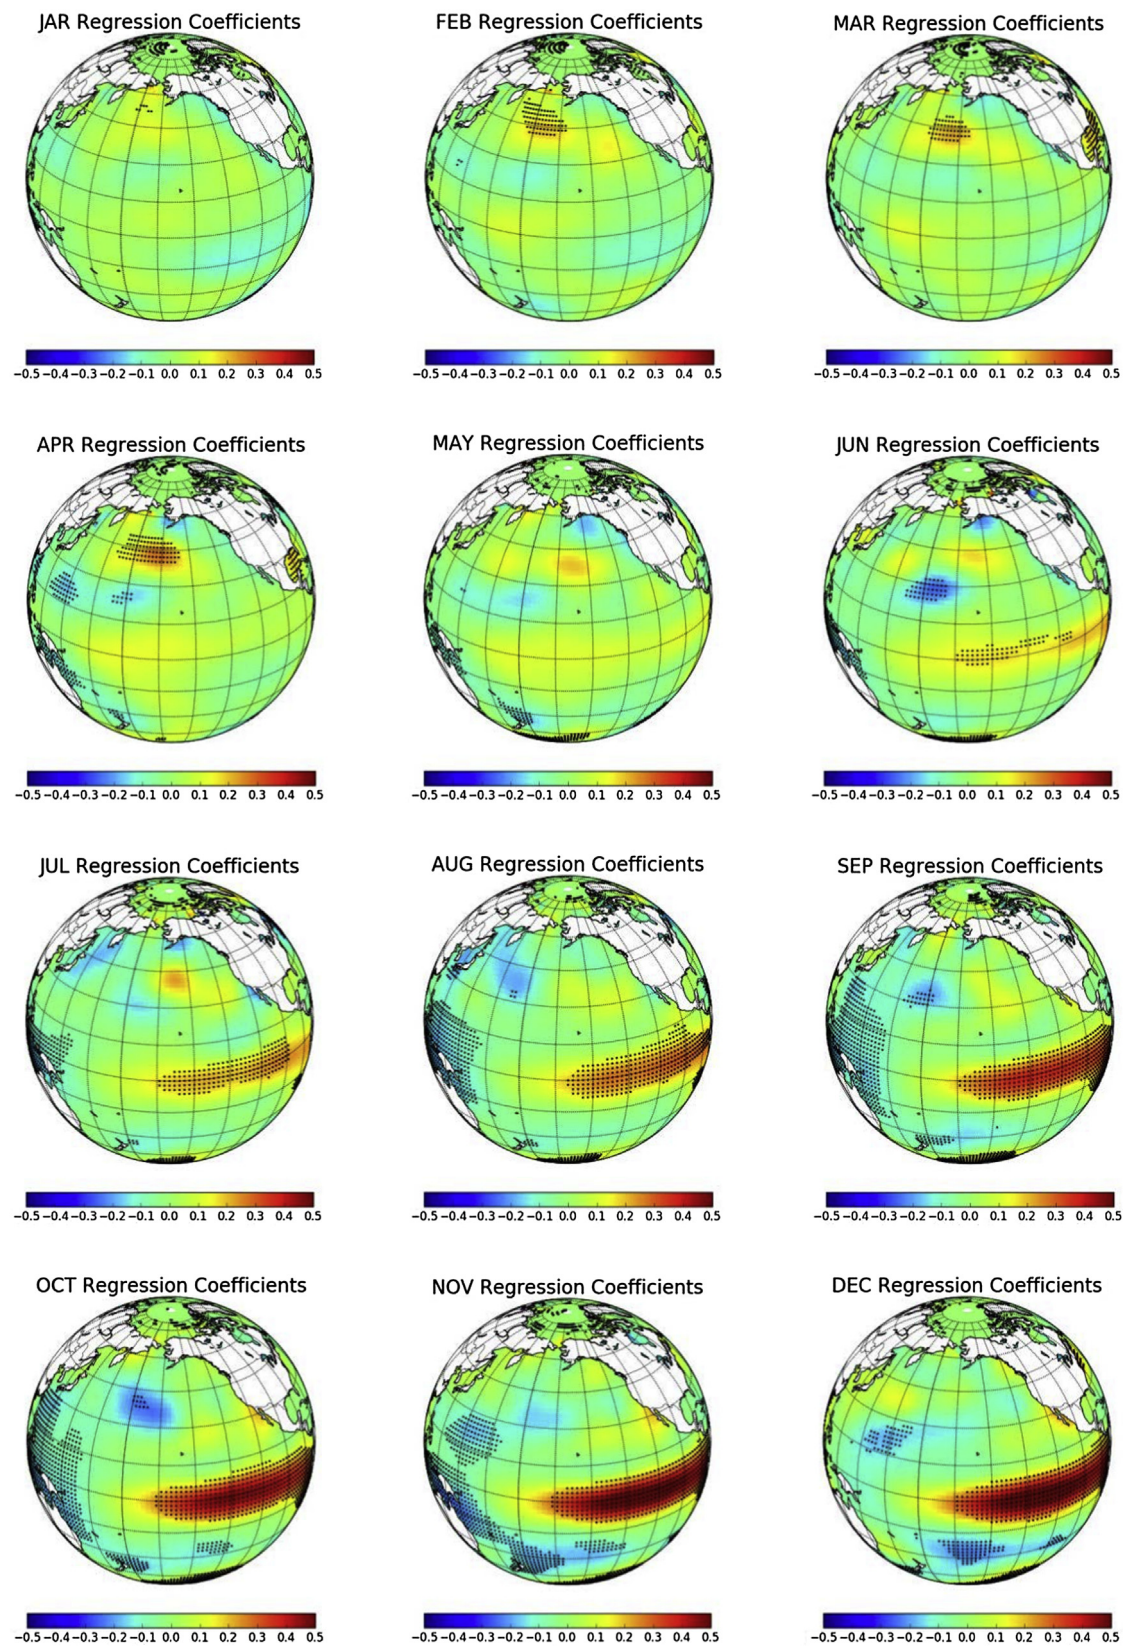 JAR Regression Coefficients FEB Regression Coefficients MAR Regression Coefficients
−0.5 −0.4 −0.3 −0.2 −0.1 0.0 0.1 0.2 0.3 0.4 0.5 −0.5 −0.4 −0.3 −0.2 −0.1 0.0 0.1 0.2 0.3 0.4 0.5 −0.5 −0.4 −0.3 −0.2 −0.1 0.0 0.1 0.2 0.3 0.4 0.5
APR Regression Coefficients MAY Regression Coefficients JUN Regression Coefficients
−0.5 −0.4 −0.3 −0.2 −0.1 0.0 0.1 0.2 0.3 0.4 0.5 −0.5 −0.4 −0.3 −0.2 −0.1 0.0 0.1 0.2 0.3 0.4 0.5 −0.5 −0.4 −0.3 −0.2 −0.1 0.0 0.1 0.2 0.3 0.4 0.5
JUL Regression Coefficients AUG Regression Coefficients SEP Regression Coefficients
−0.5 −0.4 −0.3 −0.2 −0.1 0.0 0.1 0.2 0.3 0.4 0.5 −0.5 −0.4 −0.3 −0.2 −0.1 0.0 0.1 0.2 0.3 0.4 0.5 −0.5 −0.4 −0.3 −0.2 −0.1 0.0 0.1 0.2 0.3 0.4 0.5
OCT Regression Coefficients NOV Regression Coefficients DEC Regression Coefficients
−0.5 −0.4 −0.3 −0.2 −0.1 0.0 0.1 0.2 0.3 0.4 0.5 −0.5 −0.4 −0.3 −0.2 −0.1 0.0 0.1 0.2 0.3 0.4 0.5 −0.5 −0.4 −0.3 −0.2 −0.1 0.0 0.1 0.2 0.3 0.4 0.5